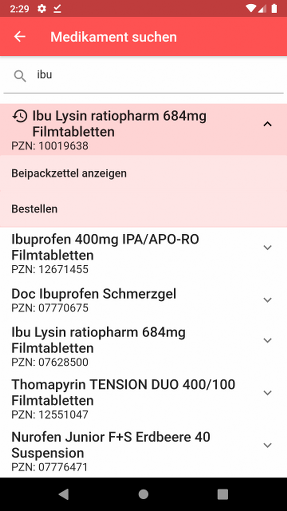 2:29
Medikament suchen
ibu
Ibu Lysin ratiopharm 684mg
Filmtabletten
PZN: 10019638
Beipackzettel anzeigen
Bestellen
Ibuprofen 400mg IPA/APO-RO
Filmtabletten
PZN: 12671455
Doc Ibuprofen Schmerzgel
PZN: 07770675
Ibu Lysin ratiopharm 684mg
Filmtabletten
PZN: 07628500
Thomapyrin TENSION DUO 400/100
Filmtabletten
PZN: 12551047
Nurofen Junior F+S Erdbeere 40
Suspension
PZN: 07776471